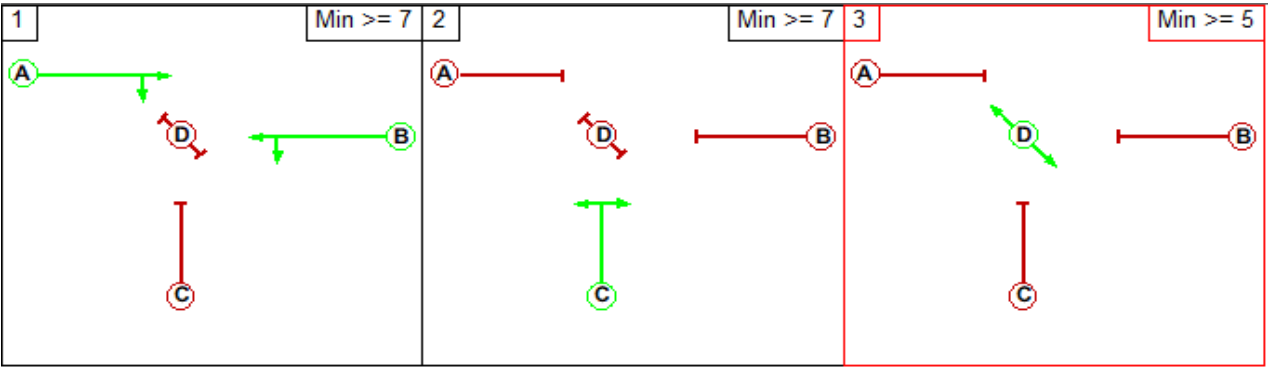 1 Min >= 7 2 Min >= 7 3 Min >= 5
A A A
D B D B D B
C C C